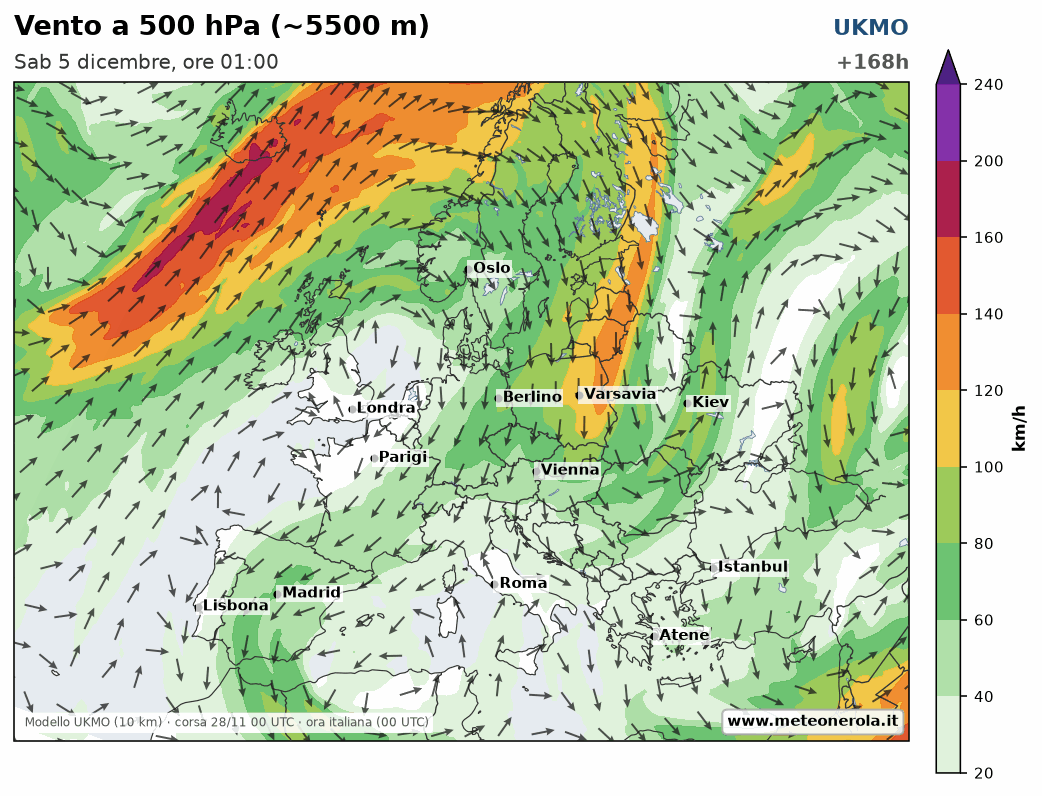 Vento a 500 hPa (~5500 m)
UKMO
Sab 5 dicembre, ore 01:00
+168h
240
200
160
140
120
100
80
60
40
20
km/h
Oslo
Berlino
Varsavia
Kiev
Londra
Parigi
Vienna
Istanbul
Roma
Madrid
Lisbona
Atene
Modello UKMO (10 km) · corsa 28/11 00 UTC · ora italiana (00 UTC)
www.meteonerola.it